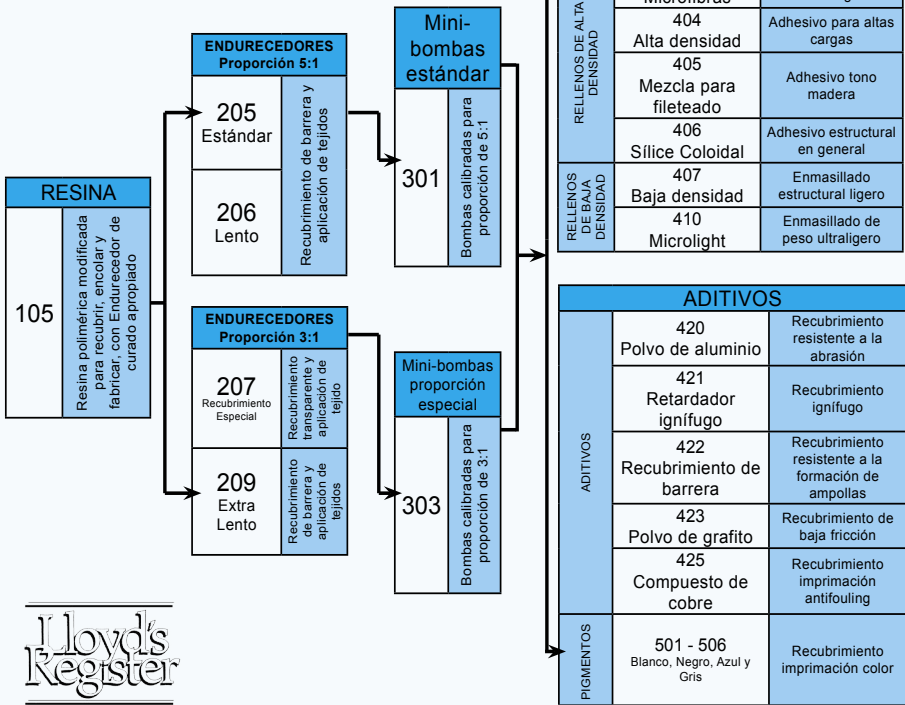 RESINA
105
Resina polimérica modificada
para recubrir, encolar y
fabricar, con Endurecedor de
curado apropiado
ENDURECEDORES
Proporción 5:1
205
Estándar
206
Lento
Recubrimiento de barrera y
aplicación de tejidos
ENDURECEDORES
Proporción 3:1
207
Recubrimiento
Especial
Recubrimiento
transparente y
aplicación de
tejido
209
Extra
Lento
Recubrimiento
de barrera y
aplicación de
tejidos
Mini-
bombas
estándar
301
Bombas calibradas para
proporción de 5:1
Mini-bombas
proporción
especial
303
Bombas calibradas para
proporción de 3:1
RELLENOS DE ALTA
DENSIDAD
Microfibras
404
Alta densidad
Adhesivo para altas
cargas
405
Mezcla para
fileteado
Adhesivo tono
madera
406
Sílice Coloidal
Adhesivo estructural
en general
RELLENOS
DE BAJA
DENSIDAD
407
Baja densidad
Enmasillado
estructural ligero
410
Microlight
Enmasillado de
peso ultraligero
ADITIVOS
ADITIVOS
420
Polvo de aluminio
Recubrimiento
resistente a la
abrasión
421
Retardador
ignífugo
Recubrimiento
ignífugo
422
Recubrimiento de
barrera
Recubrimiento
resistente a la
formación de
ampollas
423
Polvo de grafito
Recubrimiento de
baja fricción
425
Compuesto de
cobre
Recubrimiento
imprimación
antifouling
PIGMENTOS
501 - 506
Blanco, Negro, Azul y
Gris
Recubrimiento
imprimación color
Lloyd's
Register